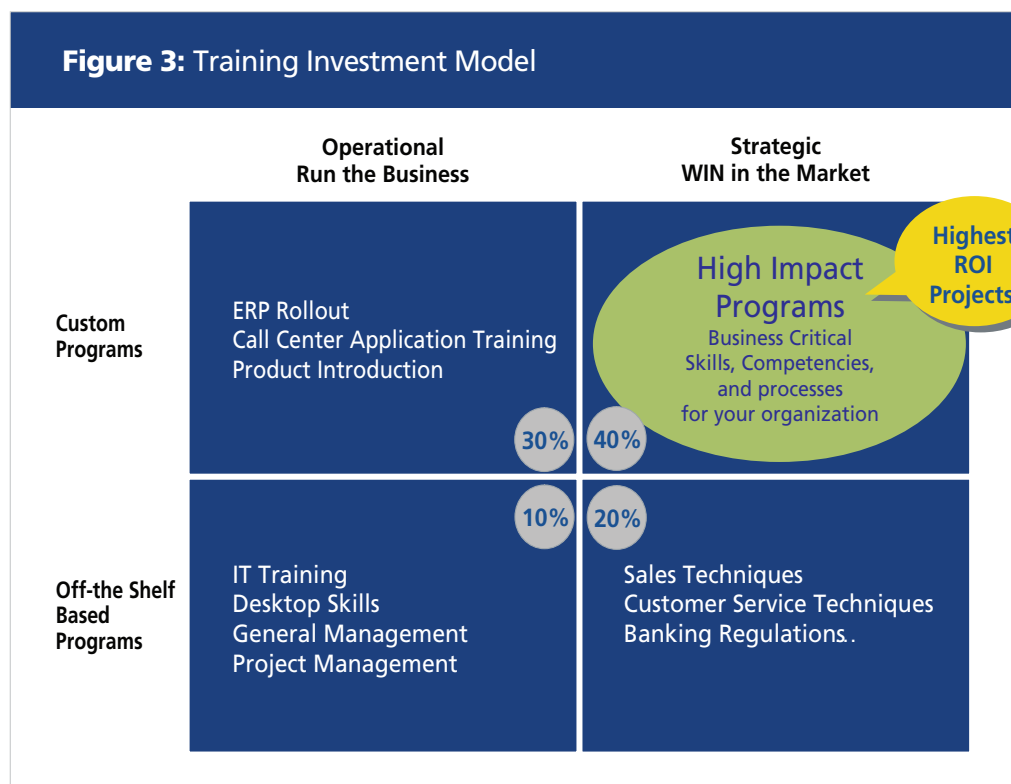 Figure 3: Training Investment Model
Operational
Run the Business
Strategic
WIN in the Market
Custom
Programs
ERP Rollout
Call Center Application Training
Product Introduction
30%
High Impact
Programs
Business Critical
Skills, Competencies,
and processes
for your organization
40%
Highest
ROI
Projects
Off-the Shelf
Based
Programs
10%
IT Training
Desktop Skills
General Management
Project Management
20%
Sales Techniques
Customer Service Techniques
Banking Regulations..